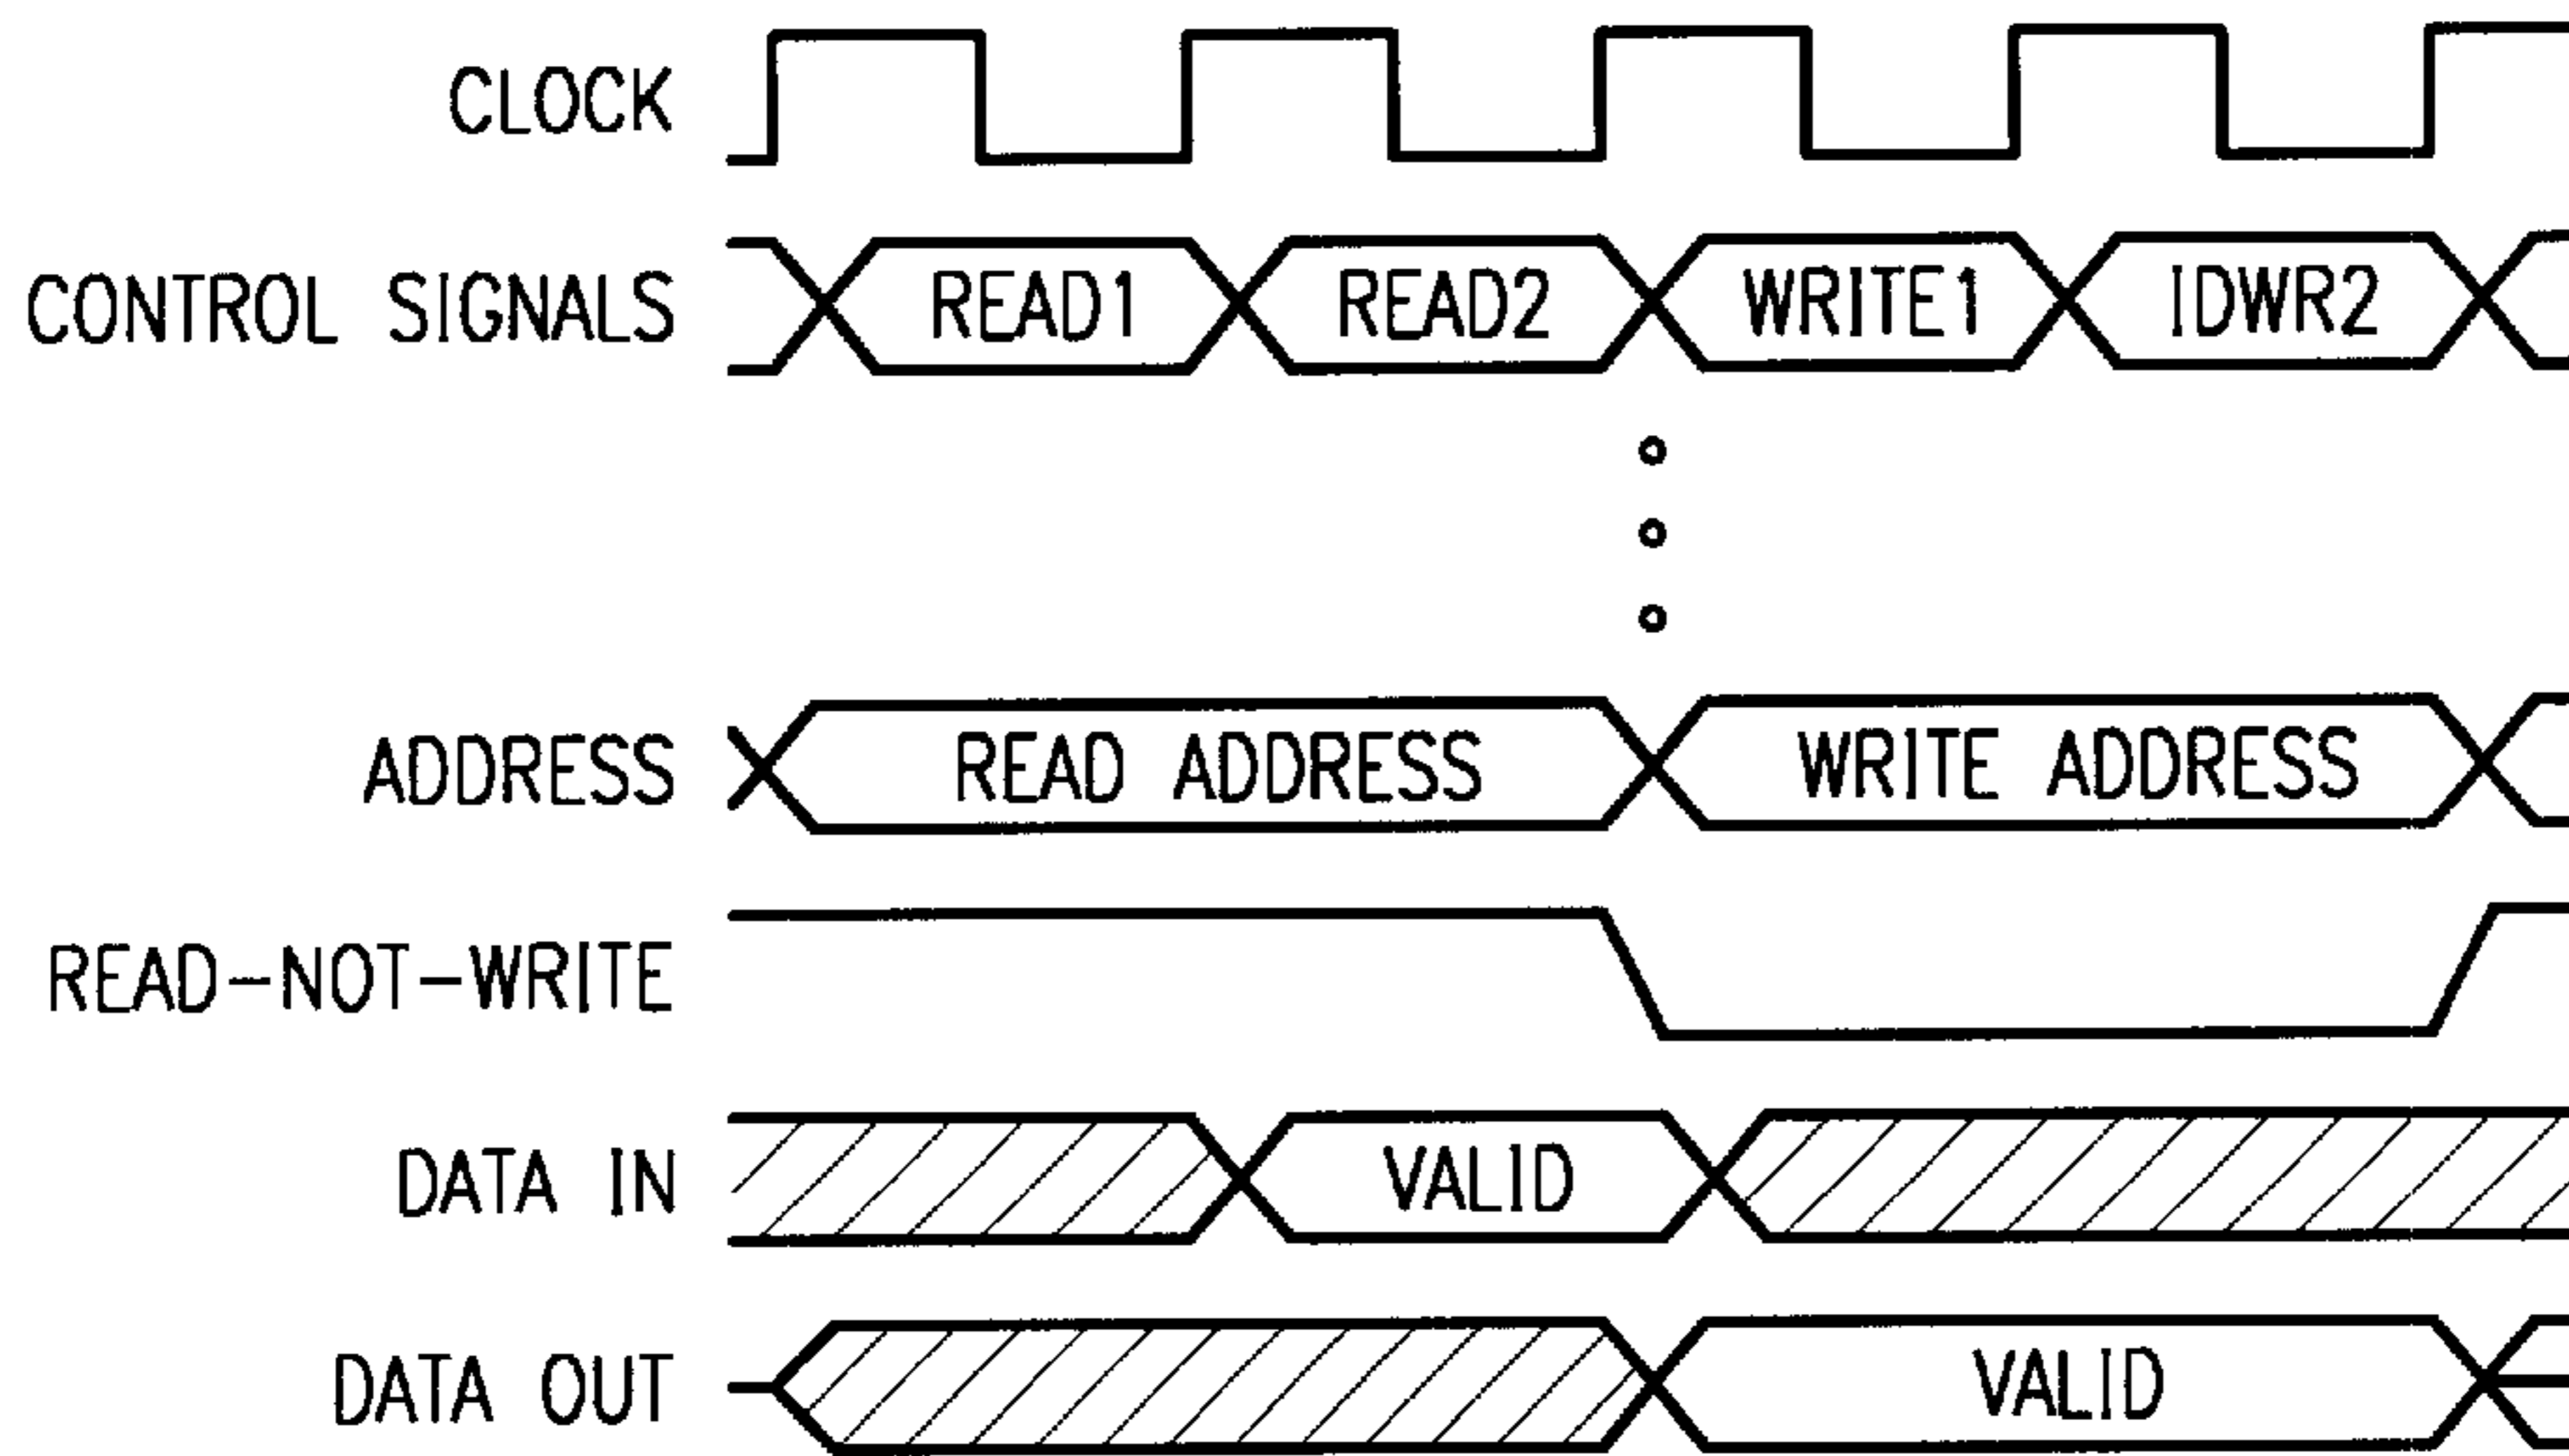 CLOCK
CONTROL SIGNALS READ1 READ2 WRITE1 IDWR2
ADDRESS READ ADDRESS WRITE ADDRESS
READ-NOT-WRITE
DATA IN VALID
DATA OUT VALID